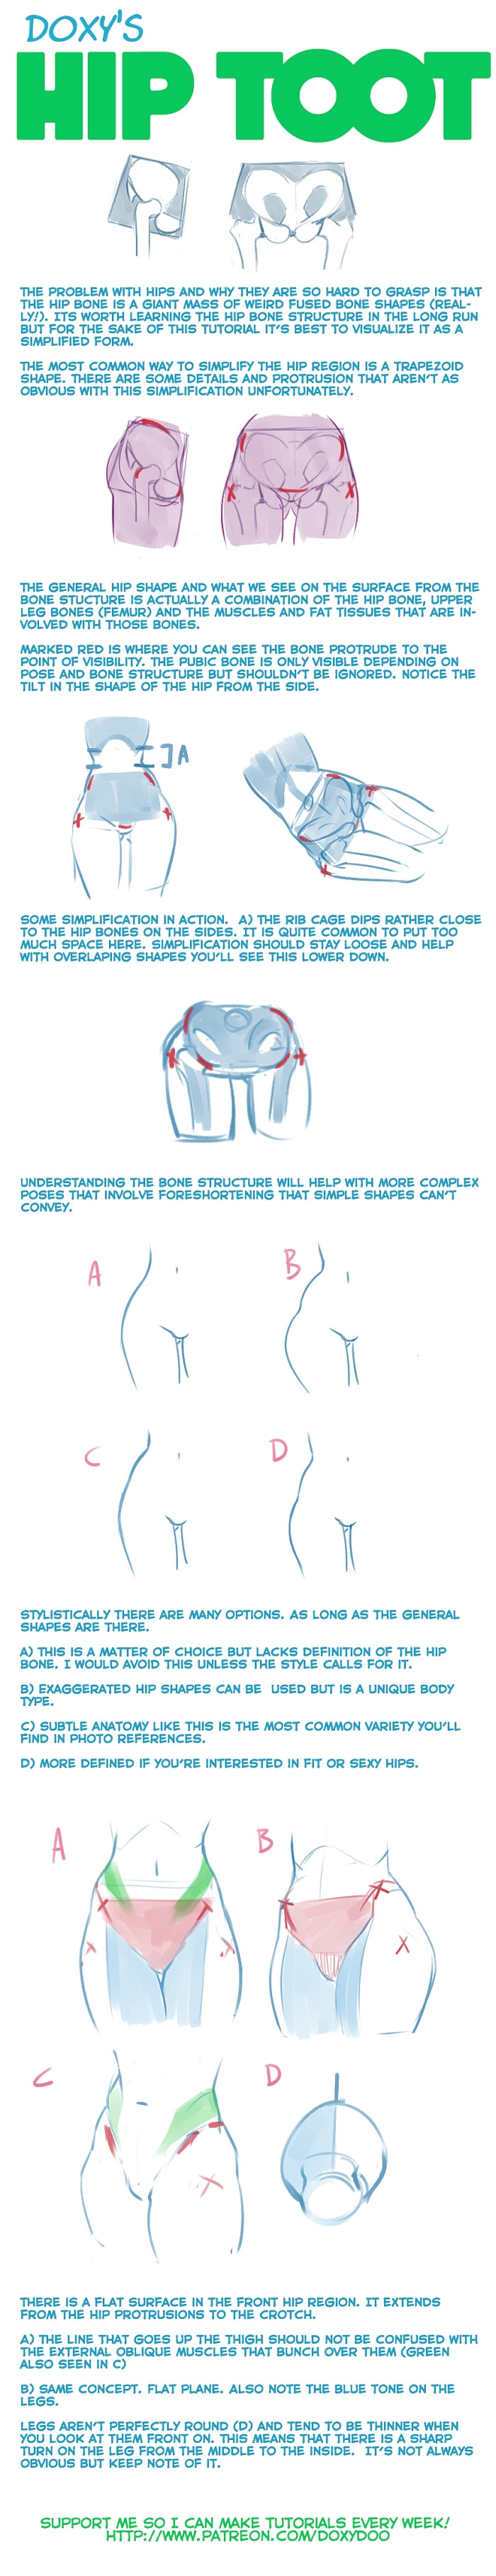 DOXY'S
HIP TOOT
THE PROBLEM WITH HIPS AND WHY THEY ARE SO HARD TO GRASP IS THAT
THE HIP BONE IS A GIANT MASS OF WEIRD FUSED BONE SHAPES (REAL-
LY!). ITS WORTH LEARNING THE HIP BONE STRUCTURE IN THE LONG RUN
BUT FOR THE SAKE OF THIS TUTORIAL IT'S BEST TO VISUALIZE IT AS A
SIMPLIFIED FORM.
THE MOST COMMON WAY TO SIMPLIFY THE HIP REGION IS A TRAPEZOID
SHAPE. THERE ARE SOME DETAILS AND PROTRUSION THAT AREN'T AS
OBVIOUS WITH THIS SIMPLIFICATION UNFORTUNATELY.
THE GENERAL HIP SHAPE AND WHAT WE SEE ON THE SURFACE FROM THE
BONE STUCTURE IS ACTUALLY A COMBINATION OF THE HIP BONE, UPPER
LEG BONES (FEMUR) AND THE MUSCLES AND FAT TISSUES THAT ARE IN-
VOLVED WITH THOSE BONES.
MARKED RED IS WHERE YOU CAN SEE THE BONE PROTRUDE TO THE
POINT OF VISIBILITY. THE PUBIC BONE IS ONLY VISIBLE DEPENDING ON
POSE AND BONE STRUCTURE BUT SHOULDN'T BE IGNORED. NOTICE THE
TILT IN THE SHAPE OF THE HIP FROM THE SIDE.
A
SOME SIMPLIFICATION IN ACTION. A) THE RIB CAGE DIPS RATHER CLOSE
TO THE HIP BONES ON THE SIDES. IT IS QUITE COMMON TO PUT TOO
MUCH SPACE HERE. SIMPLIFICATION SHOULD STAY LOOSE AND HELP
WITH OVERLAPING SHAPES YOU'LL SEE THIS LOWER DOWN.
UNDERSTANDING THE BONE STRUCTURE WILL HELP WITH MORE COMPLEX
POSES THAT INVOLVE FORESHORTENING THAT SIMPLE SHAPES CAN'T
CONVEY.
A B
C D
STYLISTICALLY THERE ARE MANY OPTIONS. AS LONG AS THE GENERAL
SHAPES ARE THERE.
A) THIS IS A MATTER OF CHOICE BUT LACKS DEFINITION OF THE HIP
BONE. I WOULD AVOID THIS UNLESS THE STYLE CALLS FOR IT.
B) EXAGGERATED HIP SHAPES CAN BE USED BUT IS A UNIQUE BODY
TYPE.
C) SUBTLE ANATOMY LIKE THIS IS THE MOST COMMON VARIETY YOU'LL
FIND IN PHOTO REFERENCES.
D) MORE DEFINED IF YOU'RE INTERESTED IN FIT OR SEXY HIPS.
A B
C D
THERE IS A FLAT SURFACE IN THE FRONT HIP REGION. IT EXTENDS
FROM THE HIP PROTRUSIONS TO THE CROTCH.
A) THE LINE THAT GOES UP THE THIGH SHOULD NOT BE CONFUSED WITH
THE EXTERNAL OBLIQUE MUSCLES THAT BUNCH OVER THEM (GREEN
ALSO SEEN IN C)
B) SAME CONCEPT. FLAT PLANE. ALSO NOTE THE BLUE TONE ON THE
LEGS.
LEGS AREN'T PERFECTLY ROUND (D) AND TEND TO BE THINNER WHEN
YOU LOOK AT THEM FRONT ON. THIS MEANS THAT THERE IS A SHARP
TURN ON THE LEG FROM THE MIDDLE TO THE INSIDE. IT'S NOT ALWAYS
OBVIOUS BUT KEEP NOTE OF IT.
SUPPORT ME SO I CAN MAKE TUTORIALS EVERY WEEK!
HTTP://WWW.PATREON.COM/DOXYDOO